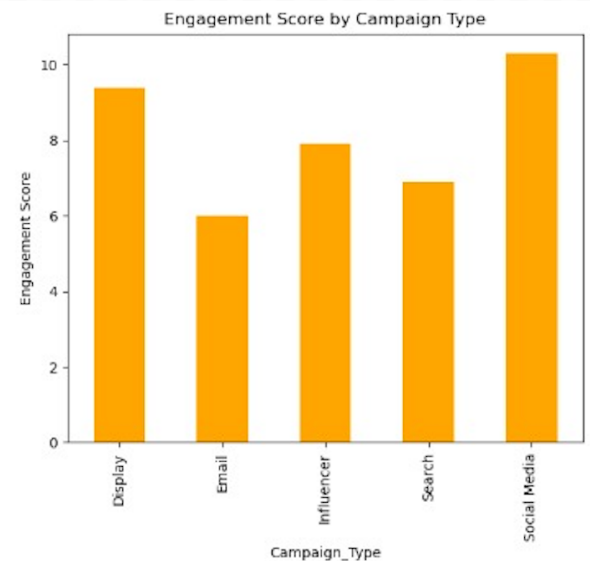 Engagement Score by Campaign Type
Engagement Score
10
8
6
4
2
0
Display
Email
Influencer
Search
Social Media
Campaign_Type